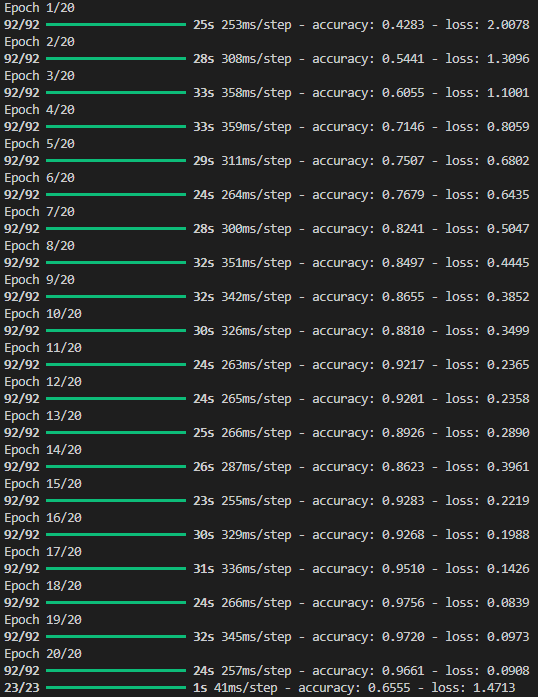 Epoch 1/20
92/92 25s 253ms/step - accuracy: 0.4283 - loss: 2.0078
Epoch 2/20
92/92 28s 308ms/step - accuracy: 0.5441 - loss: 1.3096
Epoch 3/20
92/92 33s 358ms/step - accuracy: 0.6055 - loss: 1.1001
Epoch 4/20
92/92 33s 359ms/step - accuracy: 0.7146 - loss: 0.8059
Epoch 5/20
92/92 29s 311ms/step - accuracy: 0.7507 - loss: 0.6802
Epoch 6/20
92/92 24s 264ms/step - accuracy: 0.7679 - loss: 0.6435
Epoch 7/20
92/92 28s 300ms/step - accuracy: 0.8241 - loss: 0.5047
Epoch 8/20
92/92 32s 351ms/step - accuracy: 0.8497 - loss: 0.4445
Epoch 9/20
92/92 32s 342ms/step - accuracy: 0.8655 - loss: 0.3852
Epoch 10/20
92/92 30s 326ms/step - accuracy: 0.8810 - loss: 0.3499
Epoch 11/20
92/92 24s 263ms/step - accuracy: 0.9217 - loss: 0.2365
Epoch 12/20
92/92 24s 265ms/step - accuracy: 0.9201 - loss: 0.2358
Epoch 13/20
92/92 25s 266ms/step - accuracy: 0.8926 - loss: 0.2890
Epoch 14/20
92/92 26s 287ms/step - accuracy: 0.8623 - loss: 0.3961
Epoch 15/20
92/92 23s 255ms/step - accuracy: 0.9283 - loss: 0.2219
Epoch 16/20
92/92 30s 329ms/step - accuracy: 0.9268 - loss: 0.1988
Epoch 17/20
92/92 31s 336ms/step - accuracy: 0.9510 - loss: 0.1426
Epoch 18/20
92/92 24s 266ms/step - accuracy: 0.9756 - loss: 0.0839
Epoch 19/20
92/92 32s 345ms/step - accuracy: 0.9720 - loss: 0.0973
Epoch 20/20
92/92 24s 257ms/step - accuracy: 0.9661 - loss: 0.0908
23/23 1s 41ms/step - accuracy: 0.6555 - loss: 1.4713